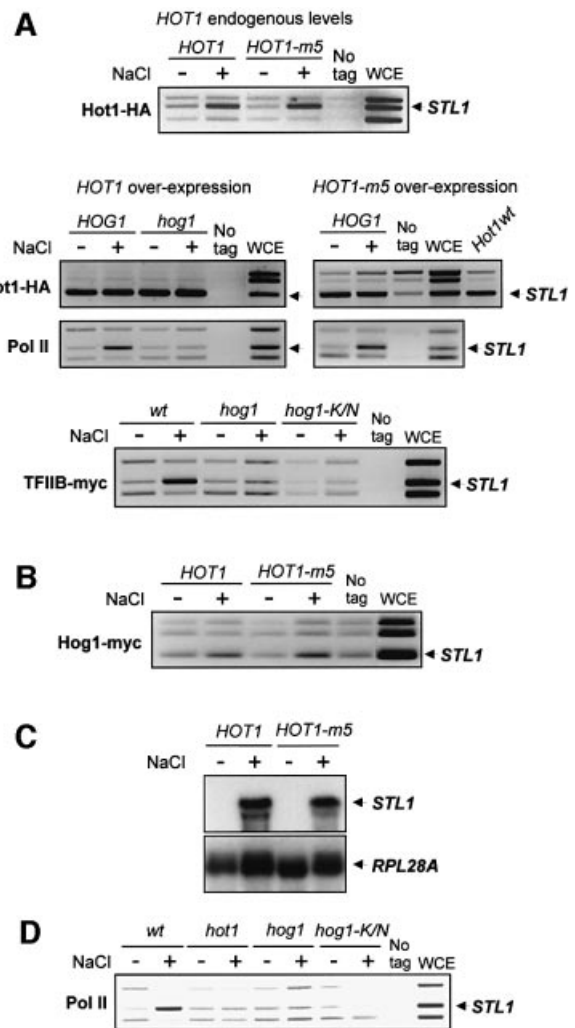 A
HOT1 endogenous levels
HOT1 HOT1-m5 No tag WCE
NaCl - + - +
Hot1-HA STL1
HOT1 over-expression
HOG1 hog1 No tag WCE
NaCl - + - +
ot1-HA
Pol II
HOT1-m5 over-expression
HOG1 No tag WCE Hot1wt
- +
STL1
STL1
wt hog1 hog1-K/N No tag WCE
NaCl - + - + - +
TFIIB-myc STL1
B
HOT1 HOT1-m5 No tag WCE
NaCl - + - +
Hog1-myc STL1
C
HOT1 HOT1-m5
NaCl - + - +
STL1
RPL28A
D
wt hot1 hog1 hog1-K/N No tag WCE
NaCl - + - + - + - +
Pol II STL1